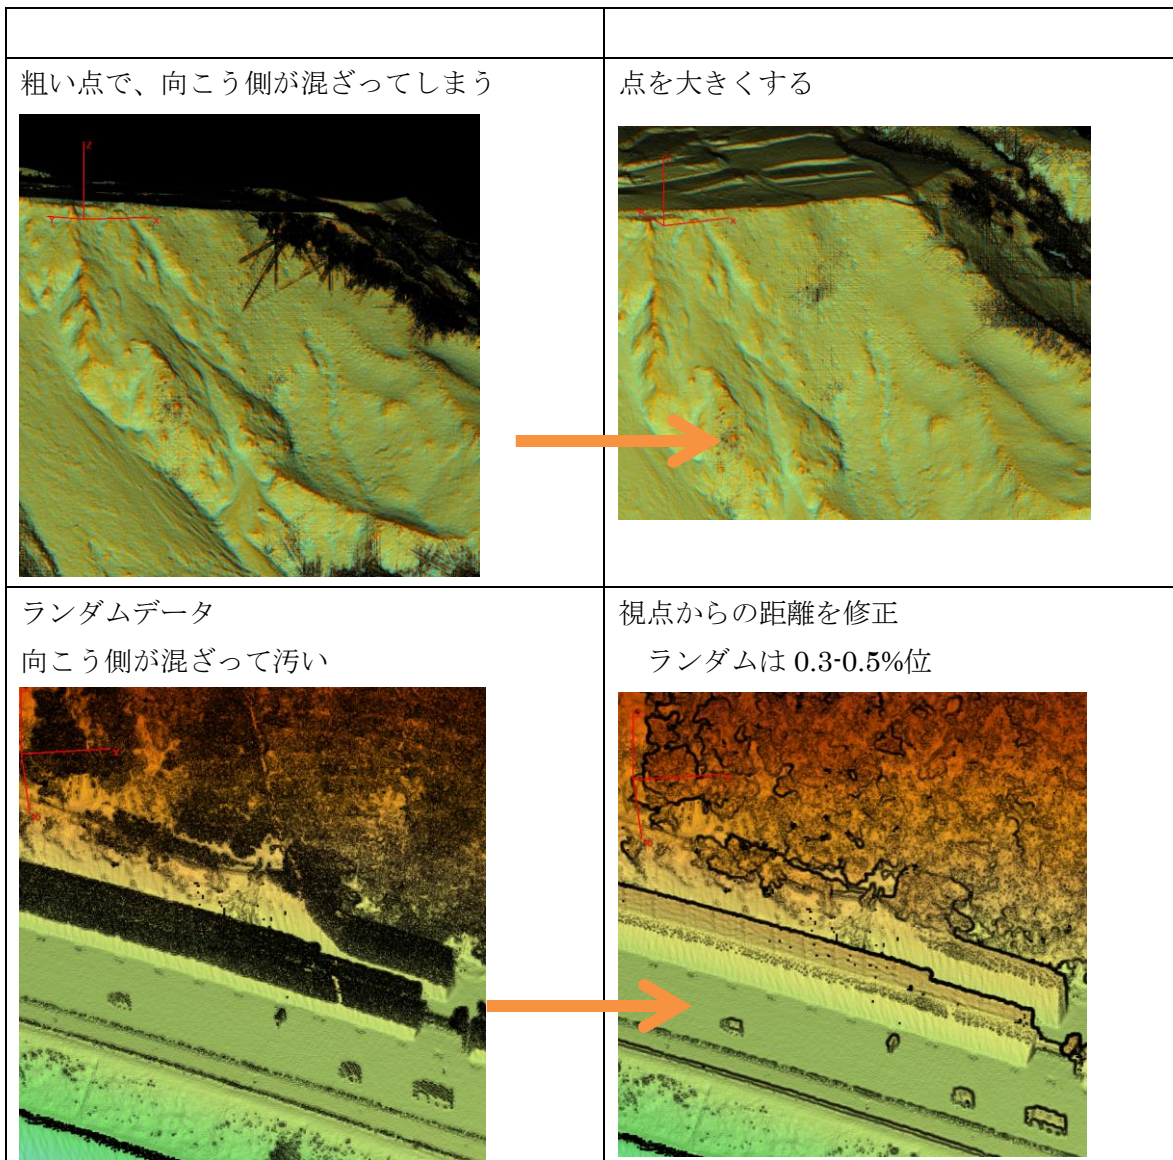 粗い点で、向こう側が混ざってしまう
点を大きくする
Z
Y
X
X
ランダムデータ
向こう側が混ざって汚い
視点からの距離を修正
ランダムは 0.3-0.5%位